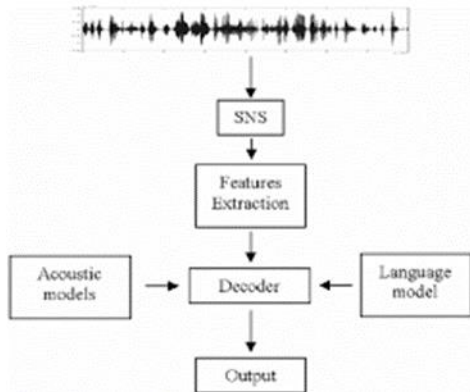 SNS
Features
Extraction
Acoustic
models
Decoder
Language
model
Output